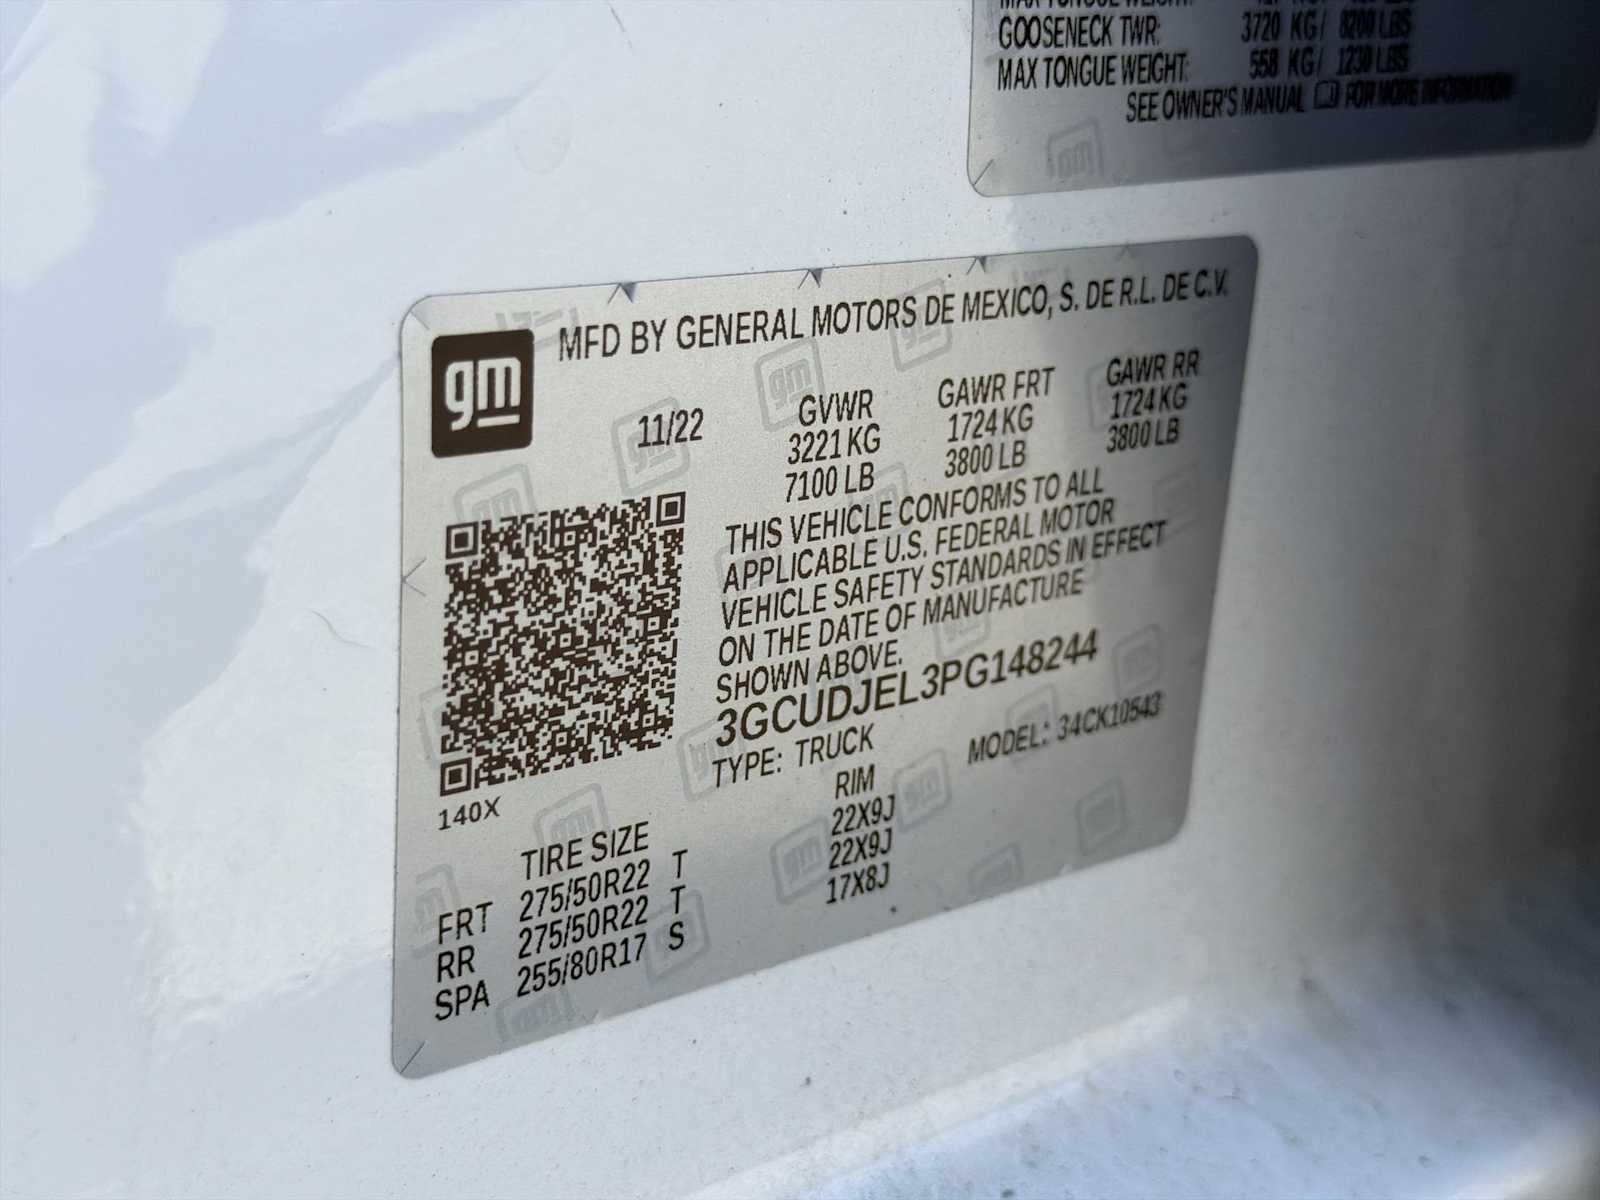 MAX TONGUE WEIGHT:
GOOSENECK TWR: 3720 KG/ 8200 LBS
MAX TONGUE WEIGHT: 558 KG/ 1230 LBS
SEE OWNER'S MANUAL FOR MORE INFORMATION
gm
MFD BY GENERAL MOTORS DE MEXICO, S. DE R.L. DE C.V.
11/22 GVWR GAWR FRT GAWR RR
3221 KG 1724 KG 1724 KG
7100 LB 3800 LB 3800 LB
THIS VEHICLE CONFORMS TO ALL
APPLICABLE U.S. FEDERAL MOTOR
VEHICLE SAFETY STANDARDS IN EFFECT
ON THE DATE OF MANUFACTURE
SHOWN ABOVE.
3GCUDJEL3PG148244
TYPE: TRUCK MODEL: 34CK10543
140X
TIRE SIZE RIM
FRT 275/50R22 T 22X9J
RR 275/50R22 T 22X9J
SPA 255/80R17 S 17X8J